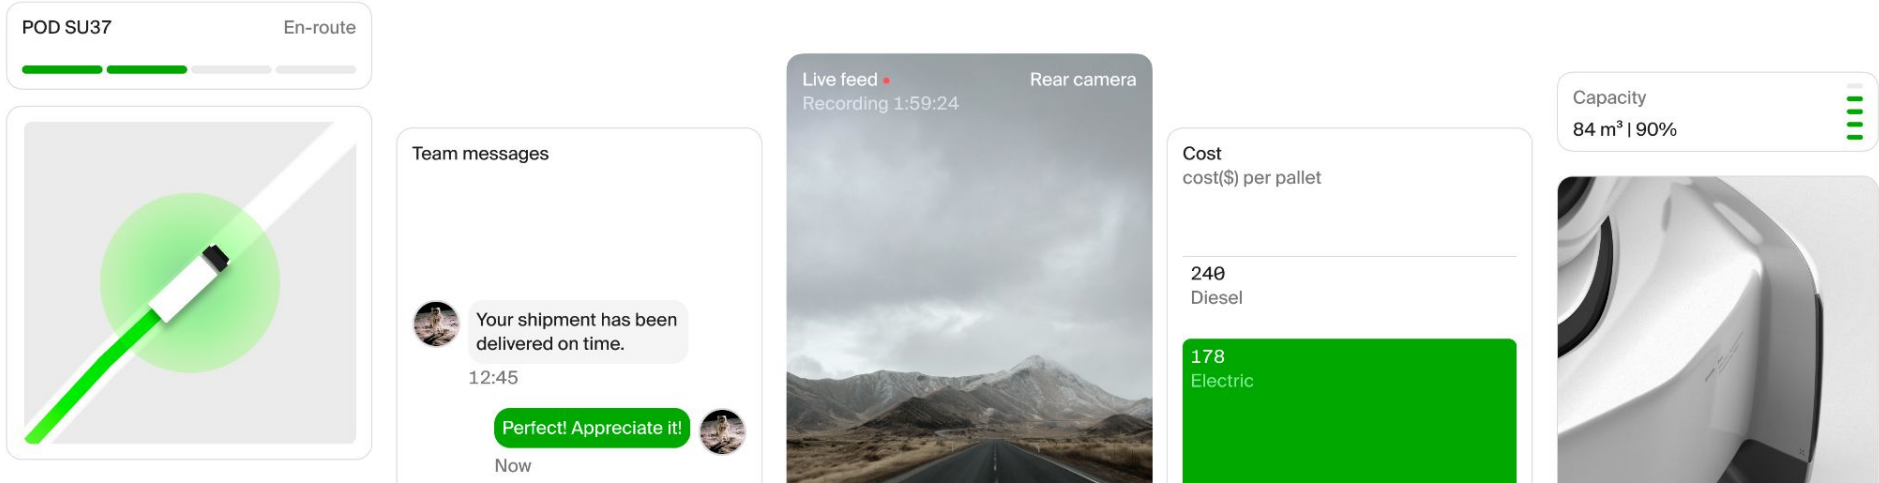 POD SU37
En-route
Team messages
Your shipment has been
delivered on time.
12:45
Perfect! Appreciate it!
Now
Live feed
Rear camera
Recording 1:59:24
Cost
cost($) per pallet
240
Diesel
178
Electric
Capacity
84 m³ | 90%